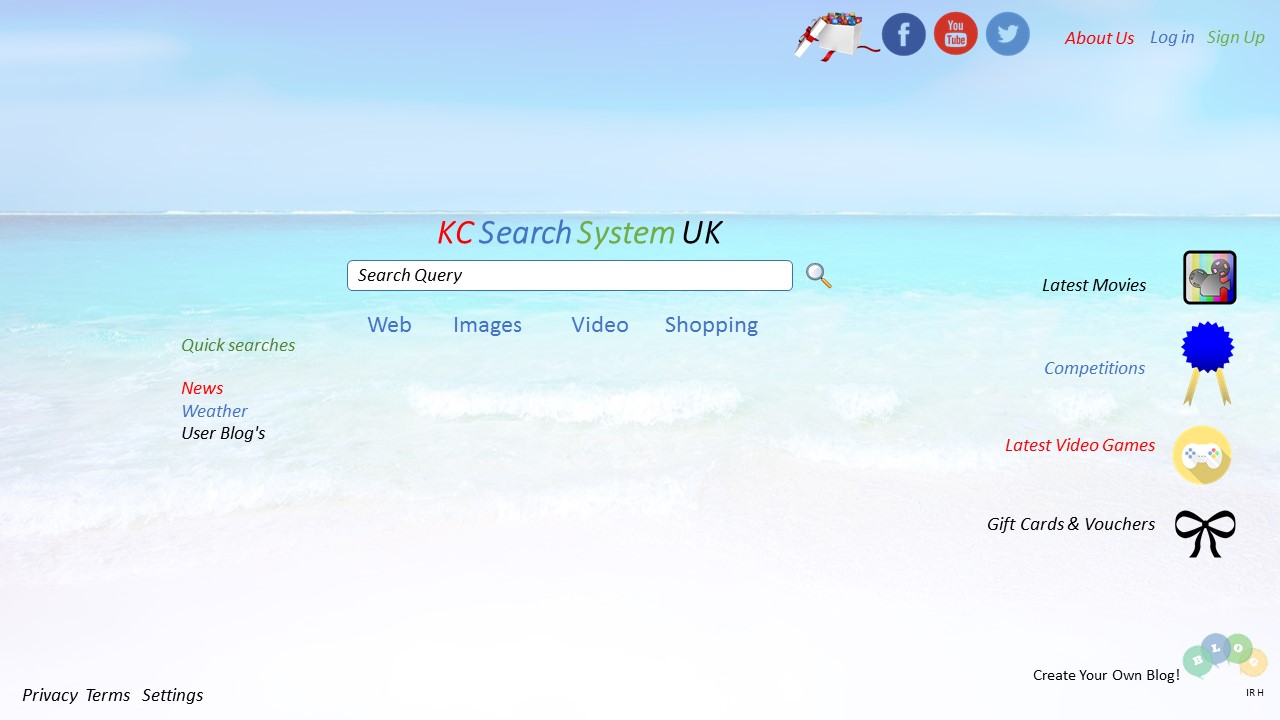 You
Tube
About Us Log in Sign Up
KC Search System UK
Search Query
Web Images Video Shopping
Quick searches
News
Weather
User Blog's
Latest Movies
Competitions
Latest Video Games
Gift Cards & Vouchers
BLOG
Create Your Own Blog!
IR H
Privacy Terms Settings